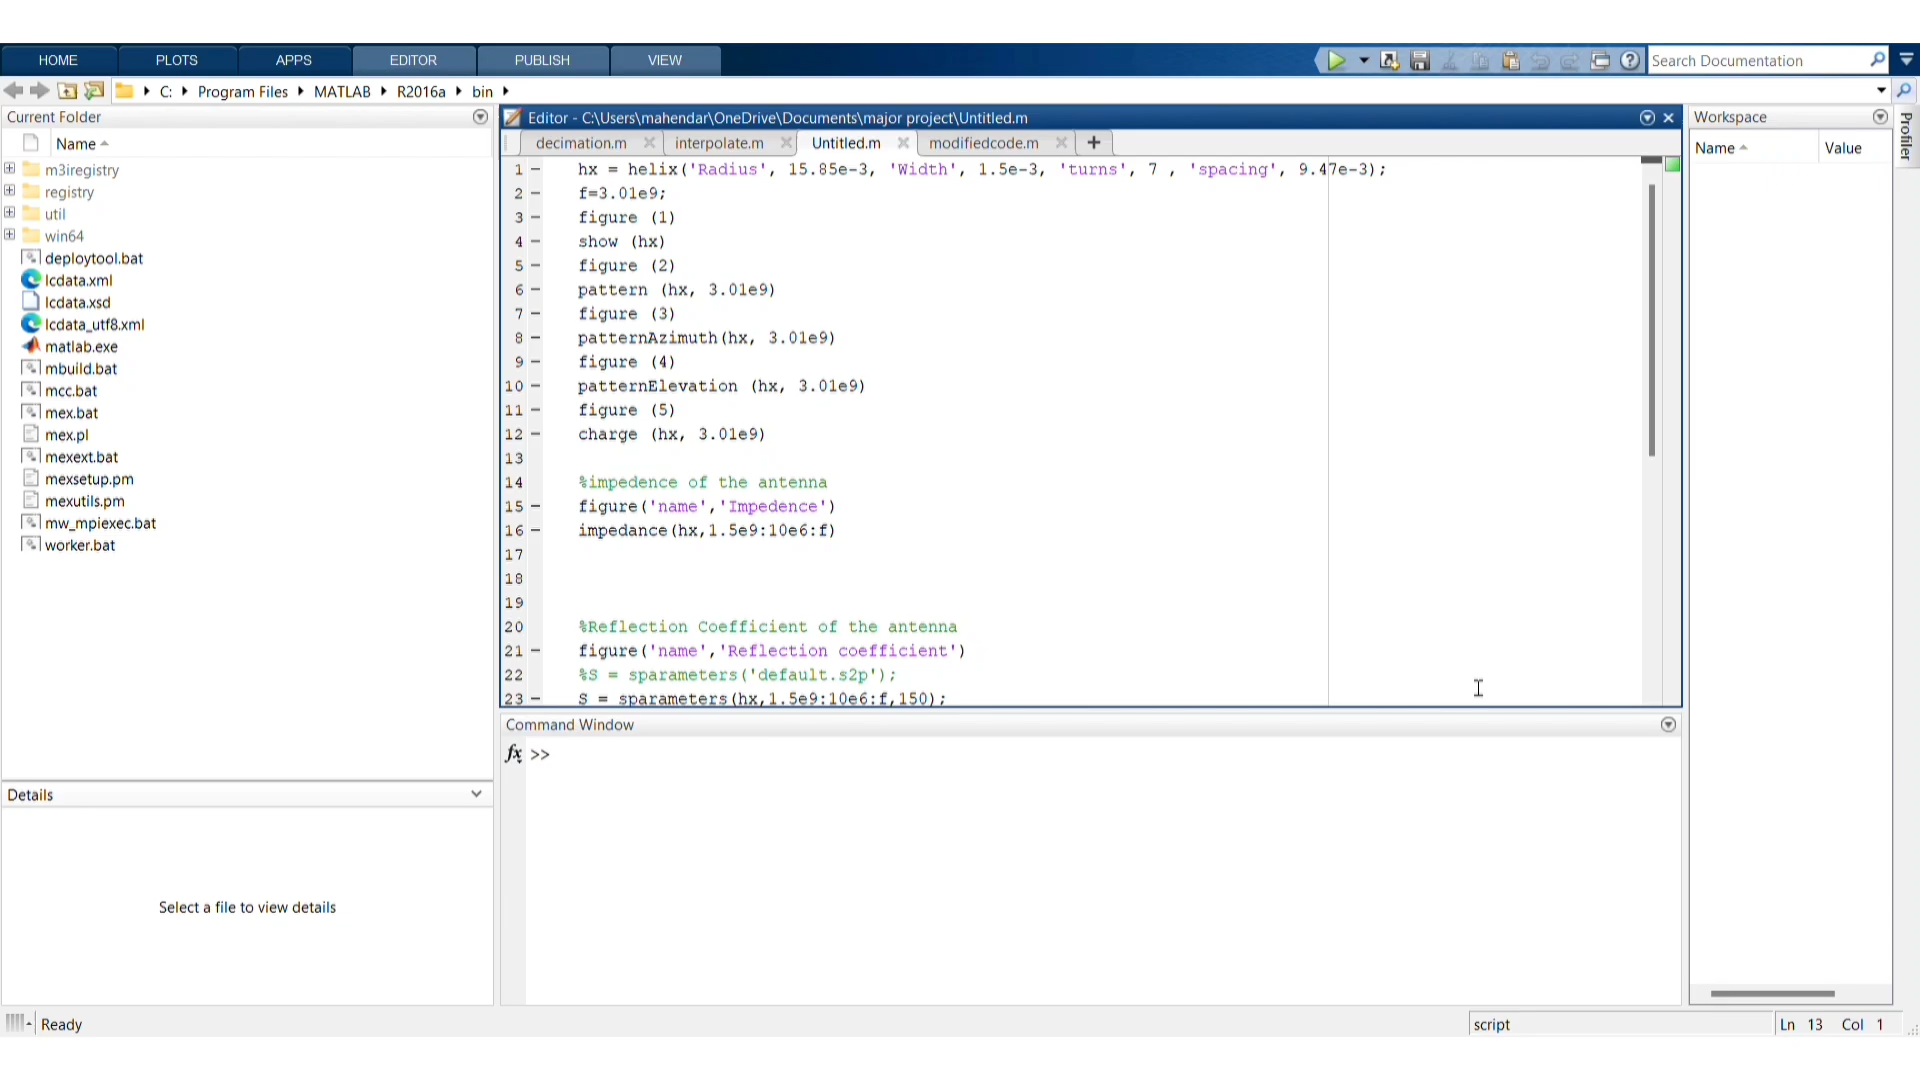 HOME PLOTS APPS EDITOR PUBLISH VIEW Search Documentation
C: Program Files MATLAB R2016a bin
Current Folder
Name
m3iregistry
registry
util
win64
deploytool.bat
lcdata.xml
lcdata.xsd
lcdata_utf8.xml
matlab.exe
mbuild.bat
mcc.bat
mex.bat
mex.pl
mexext.bat
mexsetup.pm
mexutils.pm
mw_mpiexec.bat
worker.bat
Details
Select a file to view details
Editor - C:\Users\mahendar\OneDrive\Documents\major project\Untitled.m
decimation.m interpolate.m Untitled.m modifiedcode.m +
1 – hx = helix('Radius', 15.85e-3, 'Width', 1.5e-3, 'turns', 7 , 'spacing', 9.47e-3);
2 – f=3.01e9;
3 – figure (1)
4 – show (hx)
5 – figure (2)
6 – pattern (hx, 3.01e9)
7 – figure (3)
8 – patternAzimuth(hx, 3.01e9)
9 – figure (4)
10 – patternElevation (hx, 3.01e9)
11 – figure (5)
12 – charge (hx, 3.01e9)
13
14 %impedence of the antenna
15 – figure('name','Impedence')
16 – impedance(hx,1.5e9:10e6:f)
17
18
19
20 %Reflection Coefficient of the antenna
21 – figure('name','Reflection coefficient')
22 %S = sparameters('default.s2p');
23 – S = sparameters(hx,1.5e9:10e6:f,150);
Command Window
fx >>
Workspace
Name Value
Profiler
Ready
script Ln 13 Col 1